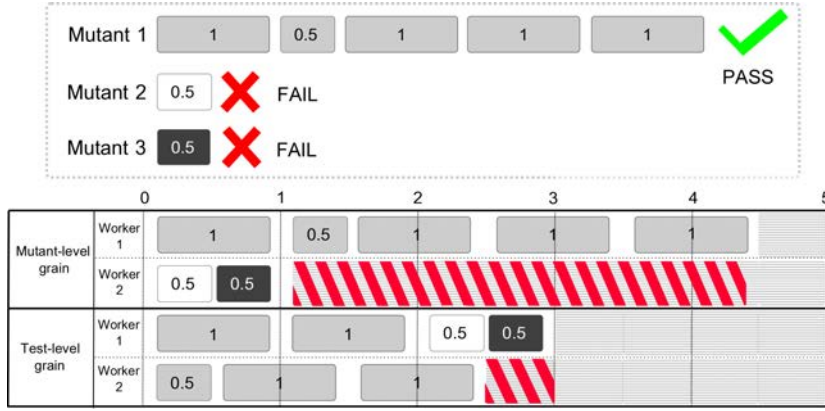 Mutant 1 1 0.5 1 1 1
PASS
Mutant 2 0.5 FAIL
Mutant 3 0.5 FAIL
0 1 2 3 4 5
Mutant-level grain
Worker 1
1 0.5 1 1 1
Worker 2
0.5 0.5
Test-level grain
Worker 1
1 1 0.5 0.5
Worker 2
0.5 1 1